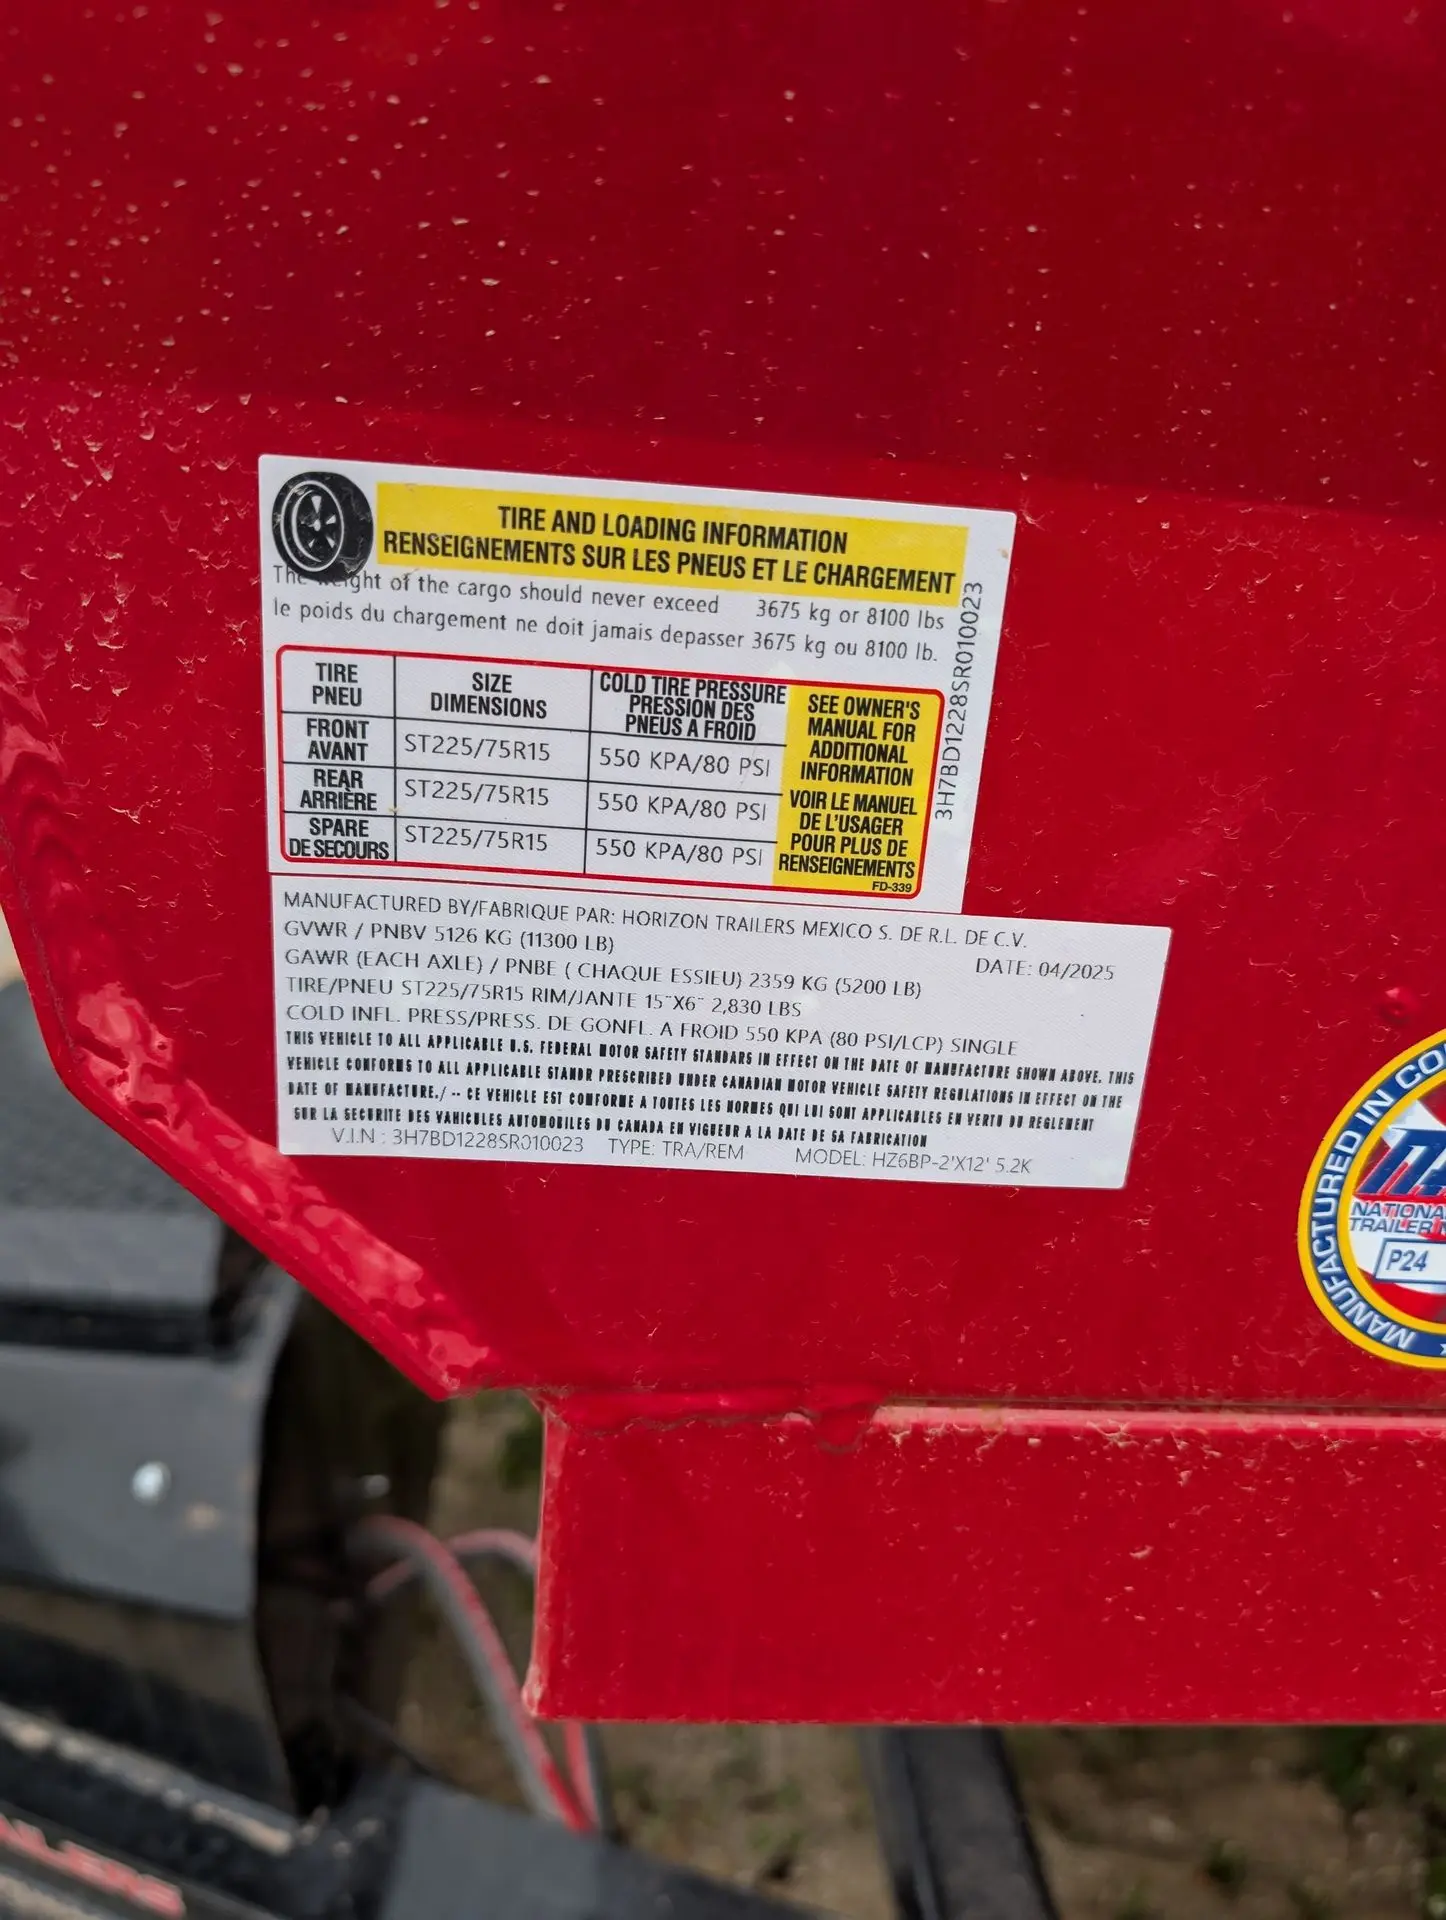 TIRE AND LOADING INFORMATION
RENSEIGNEMENTS SUR LES PNEUS ET LE CHARGEMENT
The weight of the cargo should never exceed 3675 kg or 8100 lbs
le poids du chargement ne doit jamais depasser 3675 kg ou 8100 lb.
TIRE
PNEU
SIZE
DIMENSIONS
COLD TIRE PRESSURE
PRESSION DES
PNEUS A FROID
FRONT
AVANT
ST225/75R15
550 KPA/80 PSI
REAR
ARRIÈRE
ST225/75R15
550 KPA/80 PSI
SPARE
DE SECOURS
ST225/75R15
550 KPA/80 PSI
SEE OWNER'S
MANUAL FOR
ADDITIONAL
INFORMATION
VOIR LE MANUEL
DE L'USAGER
POUR PLUS DE
RENSEIGNEMENTS
FD-339
3H7BD1228SR010023
MANUFACTURED BY/FABRIQUE PAR: HORIZON TRAILERS MEXICO S. DE R.L. DE C.V.
GVWR / PNBV 5126 KG (11300 LB)
DATE: 04/2025
GAWR (EACH AXLE) / PNBE ( CHAQUE ESSIEU) 2359 KG (5200 LB)
TIRE/PNEU ST225/75R15 RIM/JANTE 15"X6" 2,830 LBS
COLD INFL. PRESS/PRESS. DE GONFL. A FROID 550 KPA (80 PSI/LCP) SINGLE
THIS VEHICLE TO ALL APPLICABLE U.S. FEDERAL MOTOR SAFETY STANDARS IN EFFECT ON THE DATE OF MANUFACTURE SHOWN ABOVE. THIS
VEHICLE CONFORMS TO ALL APPLICABLE STANDR PRESCRIBED UNDER CANADIAN MOTOR VEHICLE SAFETY REGULATIONS IN EFFECT ON THE
DATE OF MANUFACTURE./ -- CE VEHICLE EST COMFORME A TOUTES LES NORMES QUI LUI SONT APPLICABLES EN VERTU DU REGLEMENT
SUR LA SECURITE DES VAHICULES AUTOMOBILES DU CANADA EN VIGUEUR A LA DATE DE SA FABRICATION
V.I.N : 3H7BD1228SR010023 TYPE: TRA/REM MODEL: HZ6BP-2'X12' 5.2K
MANUFACTURED IN CO
NATIONA
TRAILER
P24
MANUF